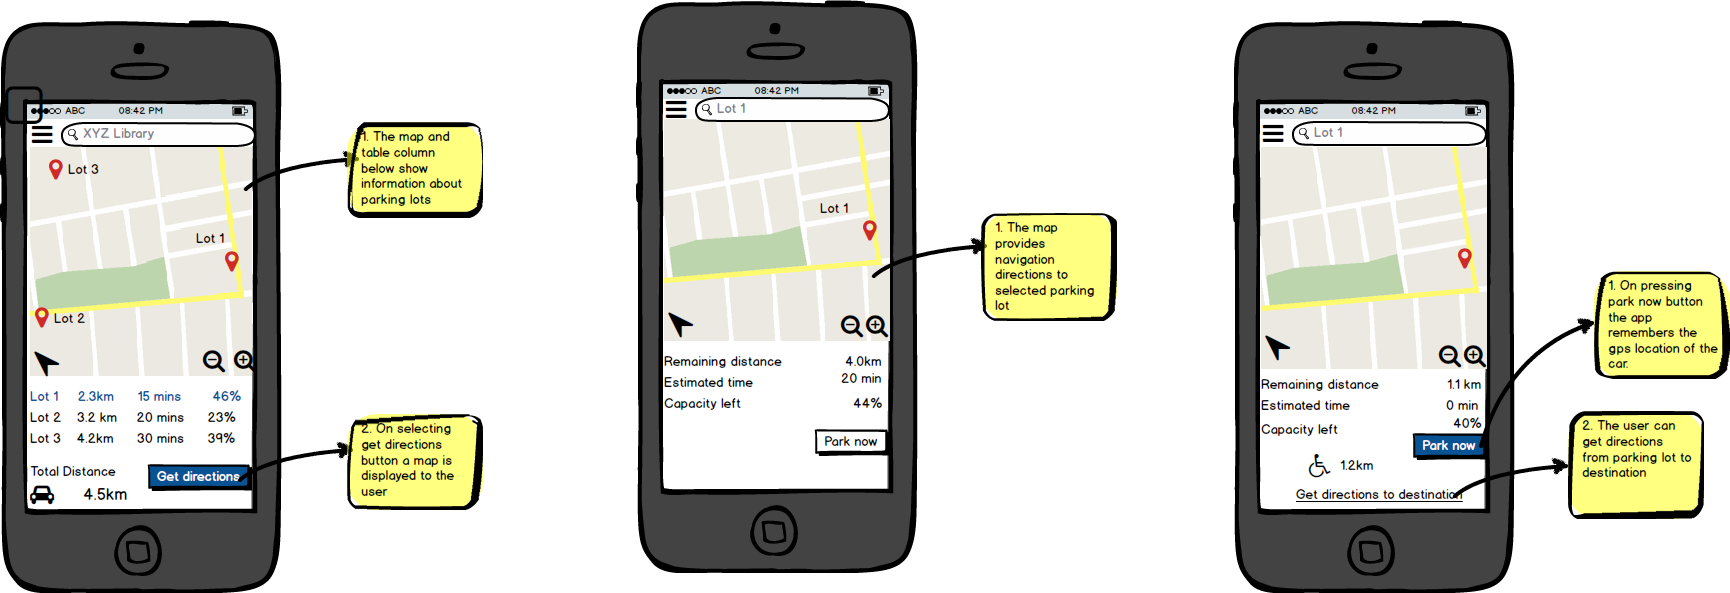 ABC 08:42 PM
XYZ Library
Lot 3
Lot 1
Lot 2
Lot 1 2.3km 15 mins 46%
Lot 2 3.2 km 20 mins 23%
Lot 3 4.2km 30 mins 39%
Total Distance
4.5km
Get directions
1. The map and
table column
below show
information about
parking lots
2. On selecting
get directions
button a map is
displayed to the
user
ABC 08:42 PM
Lot 1
Lot 1
Remaining distance 4.0km
Estimated time 20 min
Capacity left 44%
Park now
1. The map
provides
navigation
directions to
selected parking
lot
ABC 08:42 PM
Lot 1
Remaining distance 1.1 km
Estimated time 0 min
Capacity left 40%
Park now
1.2km
Get directions to destination
1. On pressing
park now button
the app
remembers the
gps location of the
car.
2. The user can
get directions
from parking lot to
destination